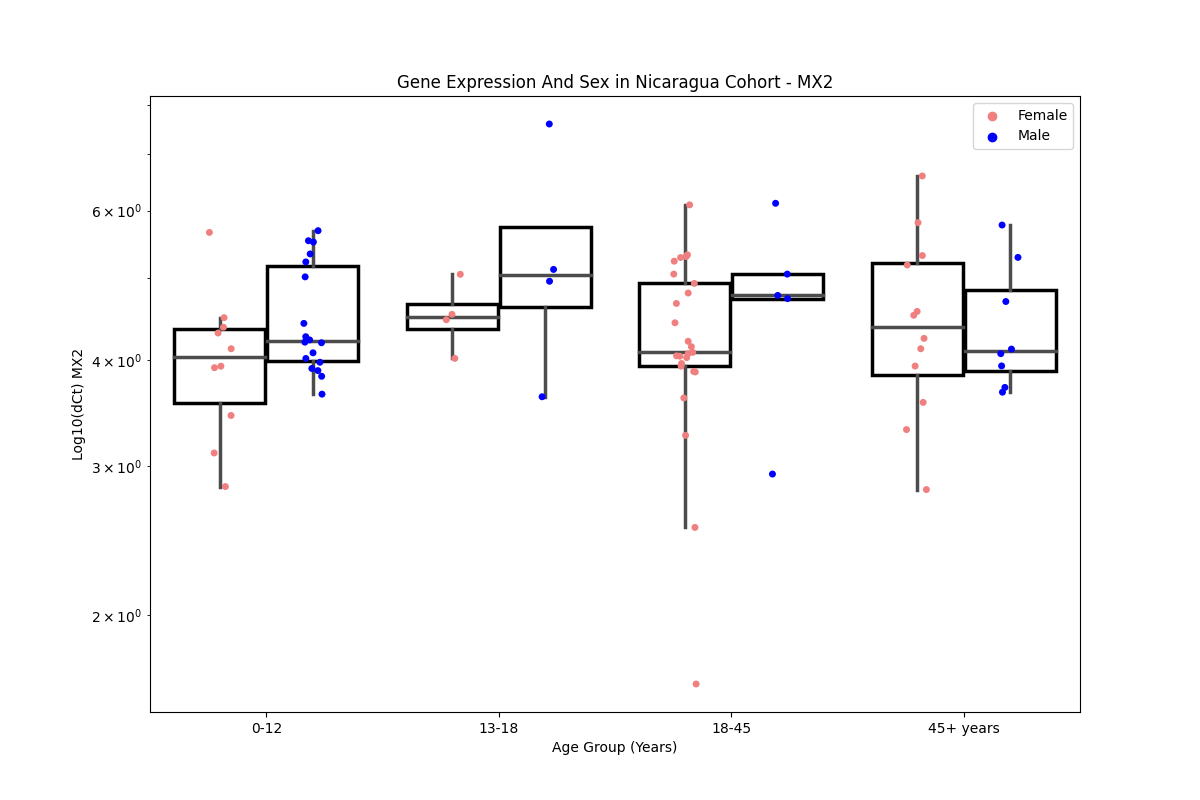 Gene Expression And Sex in Nicaragua Cohort - MX2
Female
Male
6 × 10⁰
4 × 10⁰
3 × 10⁰
2 × 10⁰
Log10(dCt) MX2
0-12
13-18
18-45
45+ years
Age Group (Years)